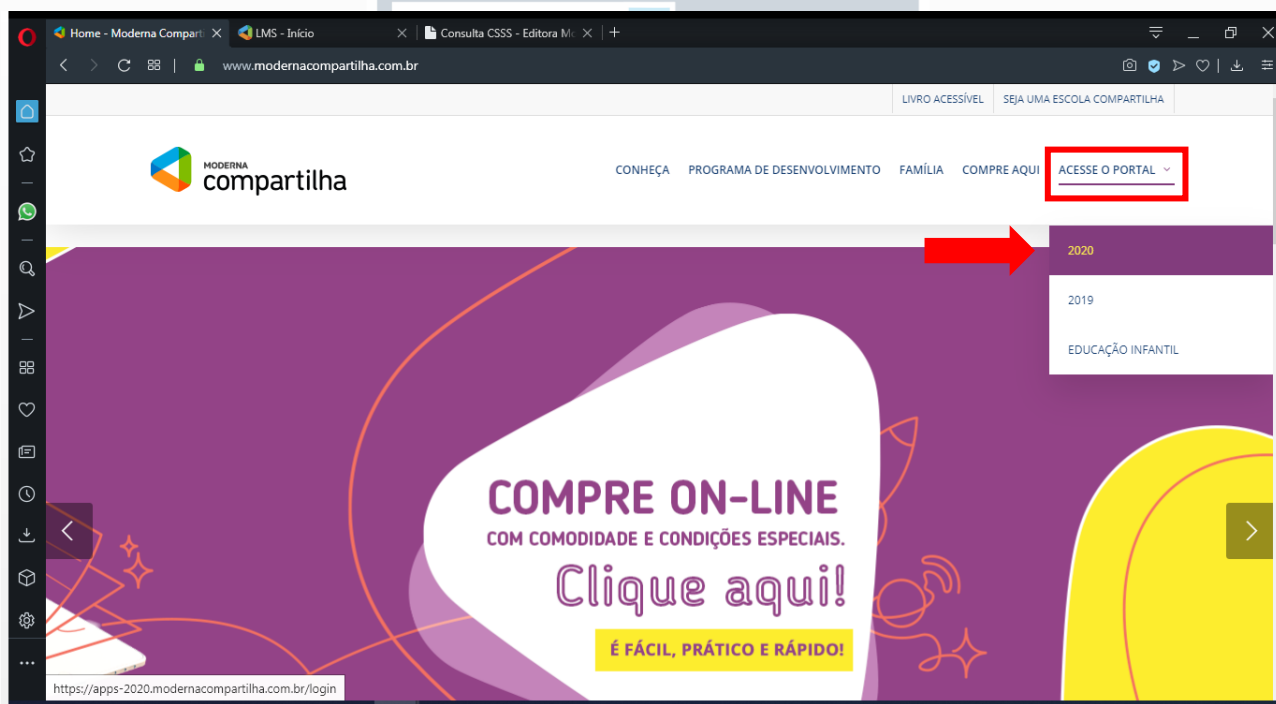 Home - Moderna Comparti
LMS - Início
Consulta CSSS - Editora Mo
www.modernacompartilha.com.br
LIVRO ACESSÍVEL
SEJA UMA ESCOLA COMPARTILHA
MODERNA
compartilha
CONHEÇA
PROGRAMA DE DESENVOLVIMENTO
FAMÍLIA
COMPRE AQUI
ACESSE O PORTAL
2020
2019
EDUCAÇÃO INFANTIL
COMPRE ON-LINE
COM COMODIDADE E CONDIÇÕES ESPECIAIS.
Clique aqui!
É FÁCIL, PRÁTICO E RÁPIDO!
https://apps-2020.modernacompartilha.com.br/login